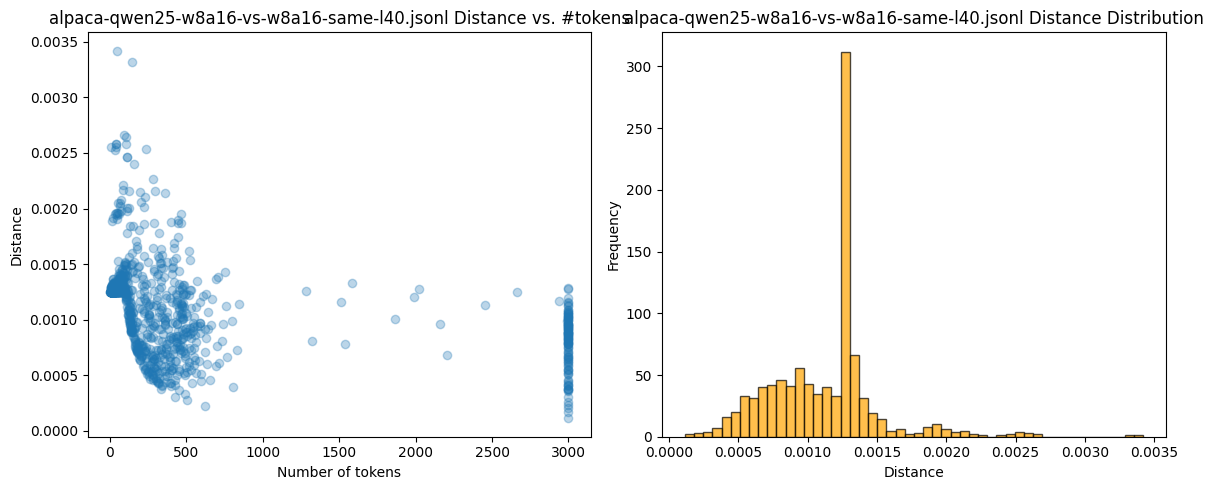 alpaca-qwen25-w8a16-vs-w8a16-same-l40.jsonl Distance vs. #tokens
Distance
0.0035
0.0030
0.0025
0.0020
0.0015
0.0010
0.0005
0.0000
0 500 1000 1500 2000 2500 3000
Number of tokens
alpaca-qwen25-w8a16-vs-w8a16-same-l40.jsonl Distance Distribution
Frequency
300
250
200
150
100
50
0
0.0000 0.0005 0.0010 0.0015 0.0020 0.0025 0.0030 0.0035
Distance